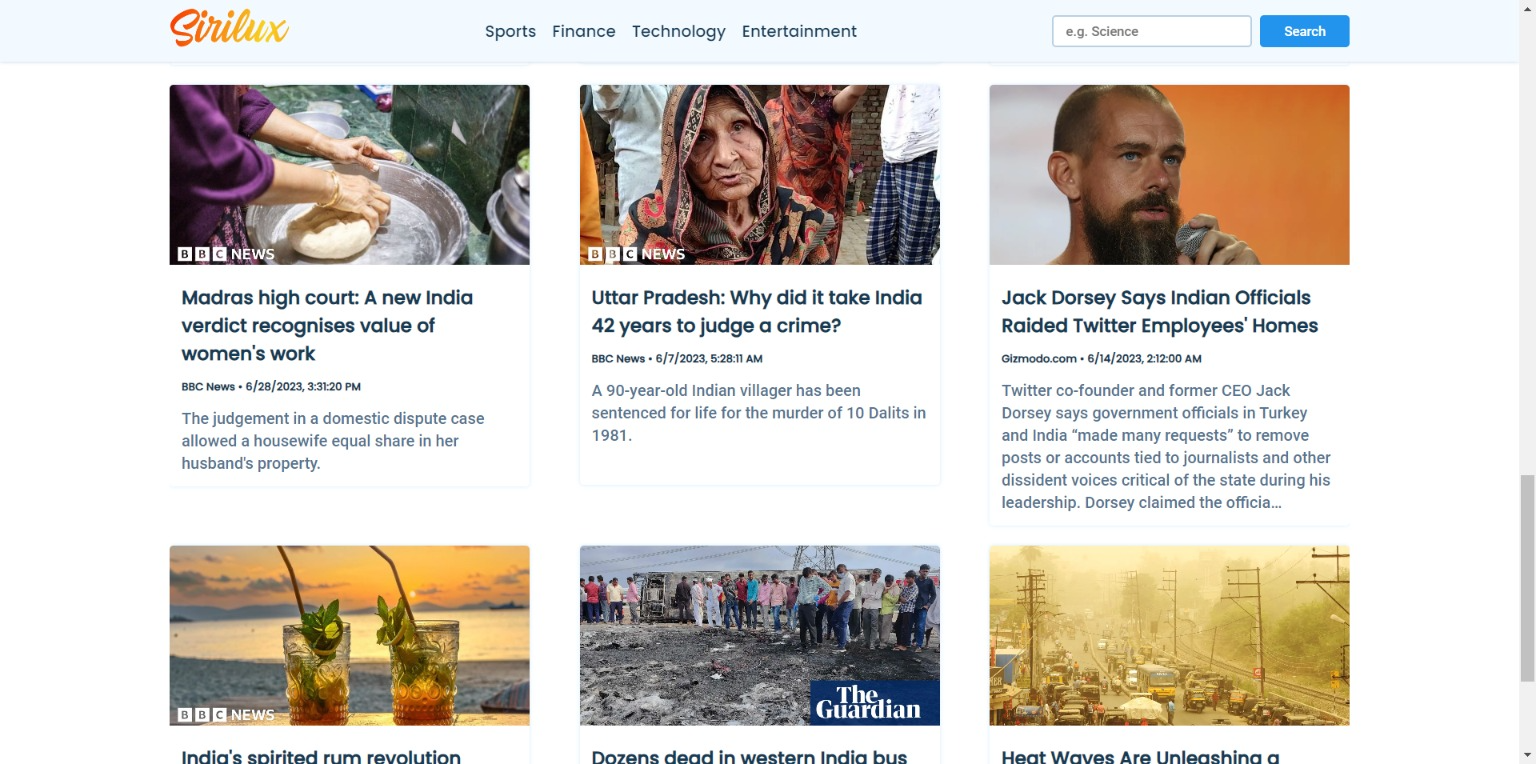 Sirilux
Sports Finance Technology Entertainment
e.g. Science
Search
BBC NEWS
Madras high court: A new India
verdict recognises value of
women's work
BBC News • 6/28/2023, 3:31:20 PM
The judgement in a domestic dispute case
allowed a housewife equal share in her
husband's property.
BBC NEWS
Uttar Pradesh: Why did it take India
42 years to judge a crime?
BBC News • 6/7/2023, 5:28:11 AM
A 90-year-old Indian villager has been
sentenced for life for the murder of 10 Dalits in
1981.
Jack Dorsey Says Indian Officials
Raided Twitter Employees' Homes
Gizmodo.com • 6/14/2023, 2:12:00 AM
Twitter co-founder and former CEO Jack
Dorsey says government officials in Turkey
and India “made many requests” to remove
posts or accounts tied to journalists and other
dissident voices critical of the state during his
leadership. Dorsey claimed the officia…
BBC NEWS
India's spirited rum revolution
The
Guardian
Dozens dead in western India bus
Heat Waves Are Unleashing a